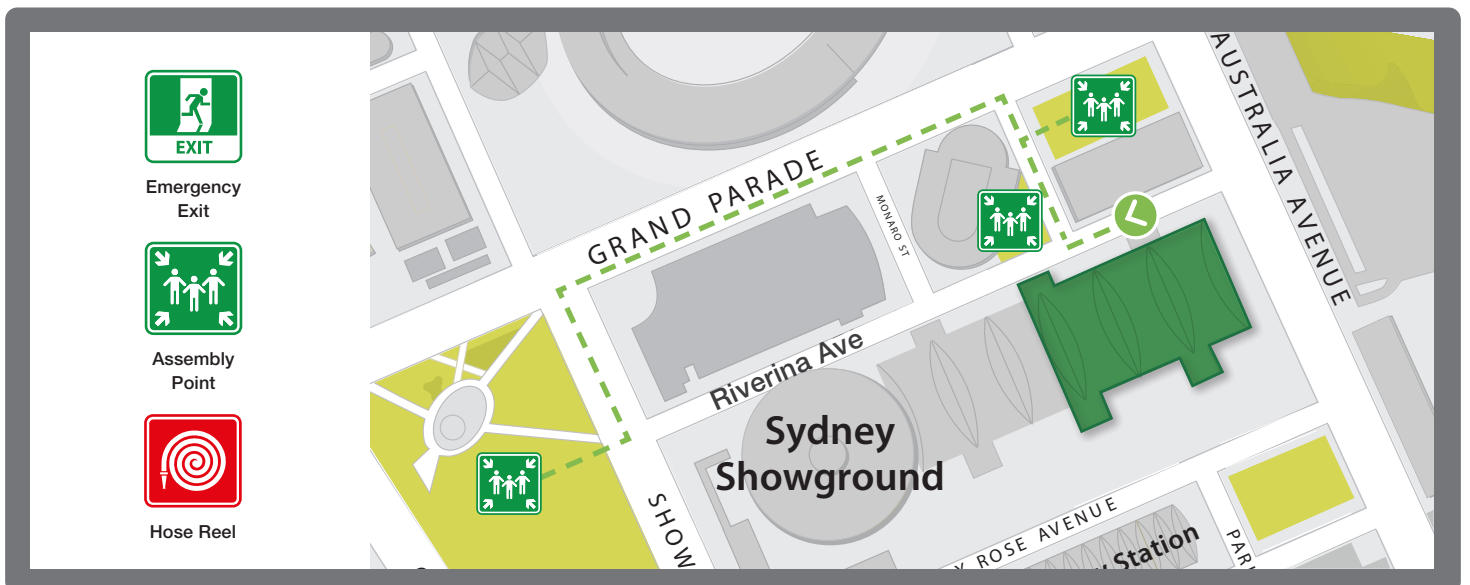 EXIT
Emergency
Exit
Assembly
Point
Hose Reel
AUSTRALIA AVENUE
GRAND PARADE
MONARO ST
Riverina Ave
Sydney
Showground
SHOW
ROSE AVENUE
Station